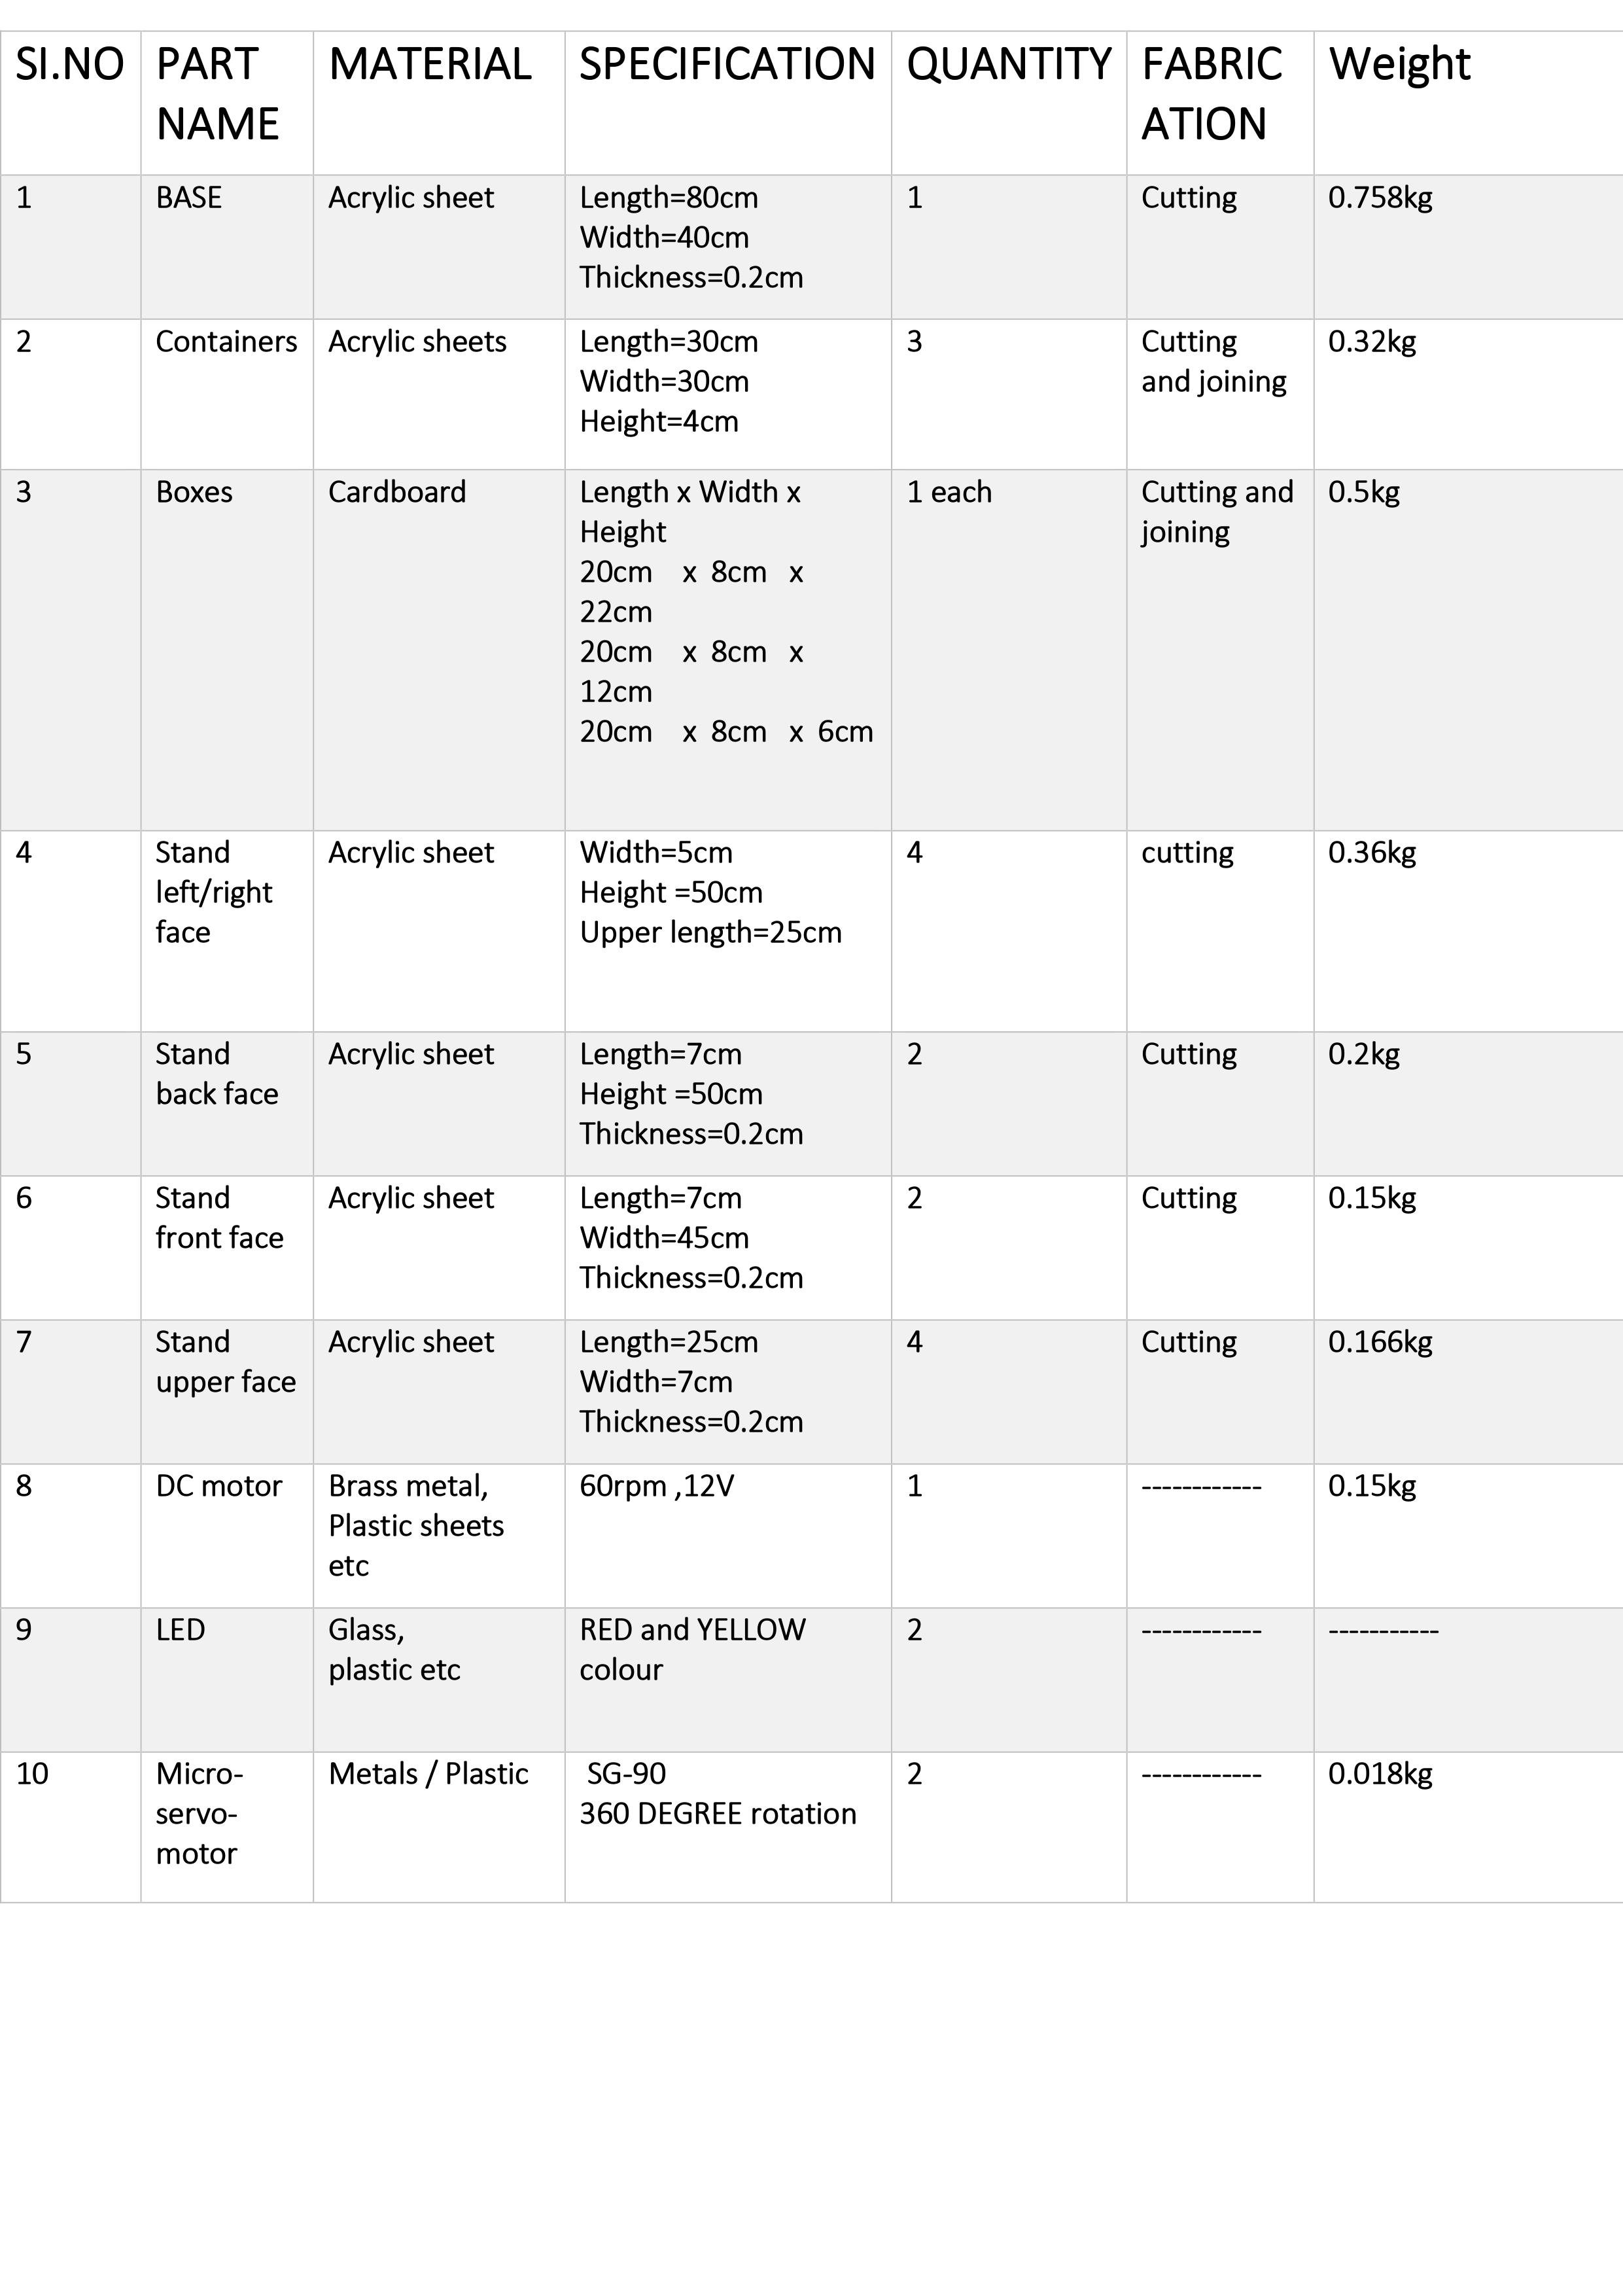 SI.NO PART NAME MATERIAL SPECIFICATION QUANTITY FABRIC ATION Weight
1 BASE Acrylic sheet Length=80cm 1 Cutting 0.758kg
Width=40cm
Thickness=0.2cm
2 Containers Acrylic sheets Length=30cm 3 Cutting 0.32kg
Width=30cm and joining
Height=4cm
3 Boxes Cardboard Length x Width x 1 each Cutting and 0.5kg
Height joining
20cm x 8cm x
22cm
20cm x 8cm x
12cm
20cm x 8cm x 6cm
4 Stand Acrylic sheet Width=5cm 4 cutting 0.36kg
left/right Height =50cm
face Upper length=25cm
5 Stand Acrylic sheet Length=7cm 2 Cutting 0.2kg
back face Height =50cm
Thickness=0.2cm
6 Stand Acrylic sheet Length=7cm 2 Cutting 0.15kg
front face Width=45cm
Thickness=0.2cm
7 Stand Acrylic sheet Length=25cm 4 Cutting 0.166kg
upper face Width=7cm
Thickness=0.2cm
8 DC motor Brass metal, 60rpm ,12V 1 ------------ 0.15kg
Plastic sheets
etc
9 LED Glass, RED and YELLOW 2 ------------ -----------
plastic etc colour
10 Micro- Metals / Plastic SG-90 2 ------------ 0.018kg
servo- 360 DEGREE rotation
motor